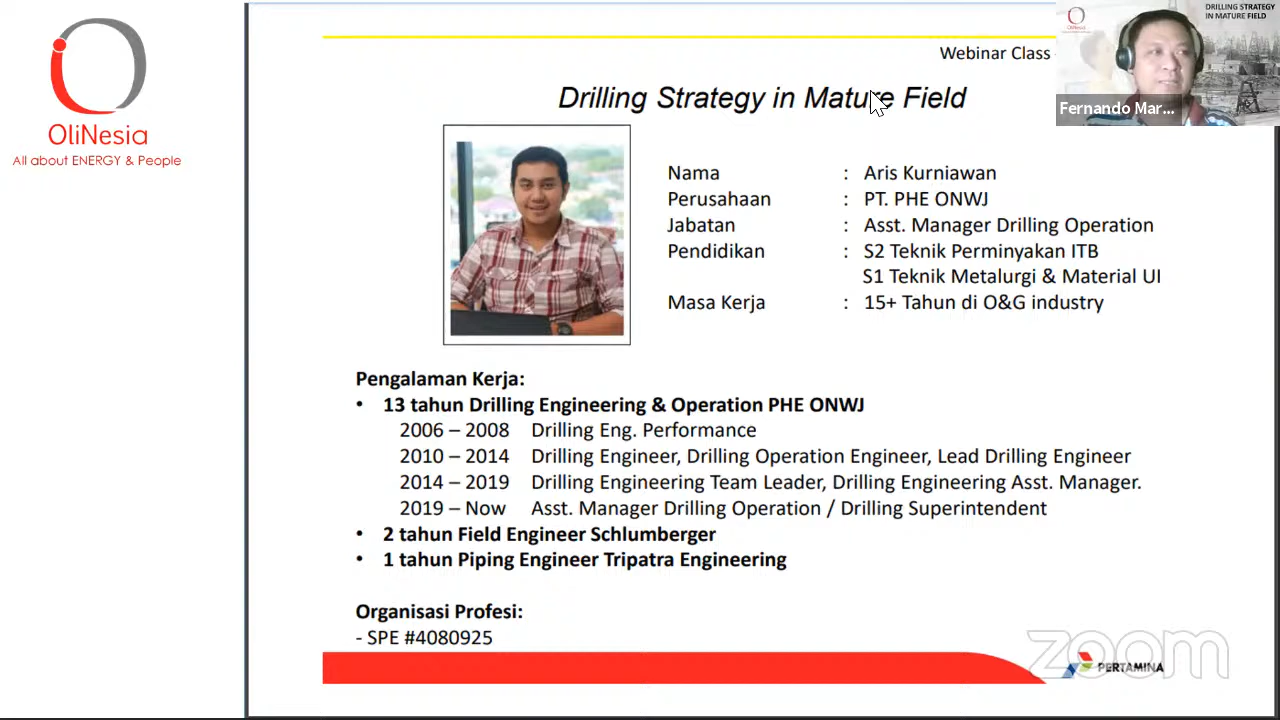 OliNesia
All about ENERGY & People
Webinar Class
DRILLING STRATEGY
IN MATURE FIELD
Fernando Mar...
Drilling Strategy in Mature Field
Nama : Aris Kurniawan
Perusahaan : PT. PHE ONWJ
Jabatan : Asst. Manager Drilling Operation
Pendidikan : S2 Teknik Perminyakan ITB
S1 Teknik Metalurgi & Material UI
Masa Kerja : 15+ Tahun di O&G industry
Pengalaman Kerja:
• 13 tahun Drilling Engineering & Operation PHE ONWJ
2006 – 2008 Drilling Eng. Performance
2010 – 2014 Drilling Engineer, Drilling Operation Engineer, Lead Drilling Engineer
2014 – 2019 Drilling Engineering Team Leader, Drilling Engineering Asst. Manager.
2019 – Now Asst. Manager Drilling Operation / Drilling Superintendent
• 2 tahun Field Engineer Schlumberger
• 1 tahun Piping Engineer Tripatra Engineering
Organisasi Profesi:
- SPE #4080925
zoom
PERTAMINA